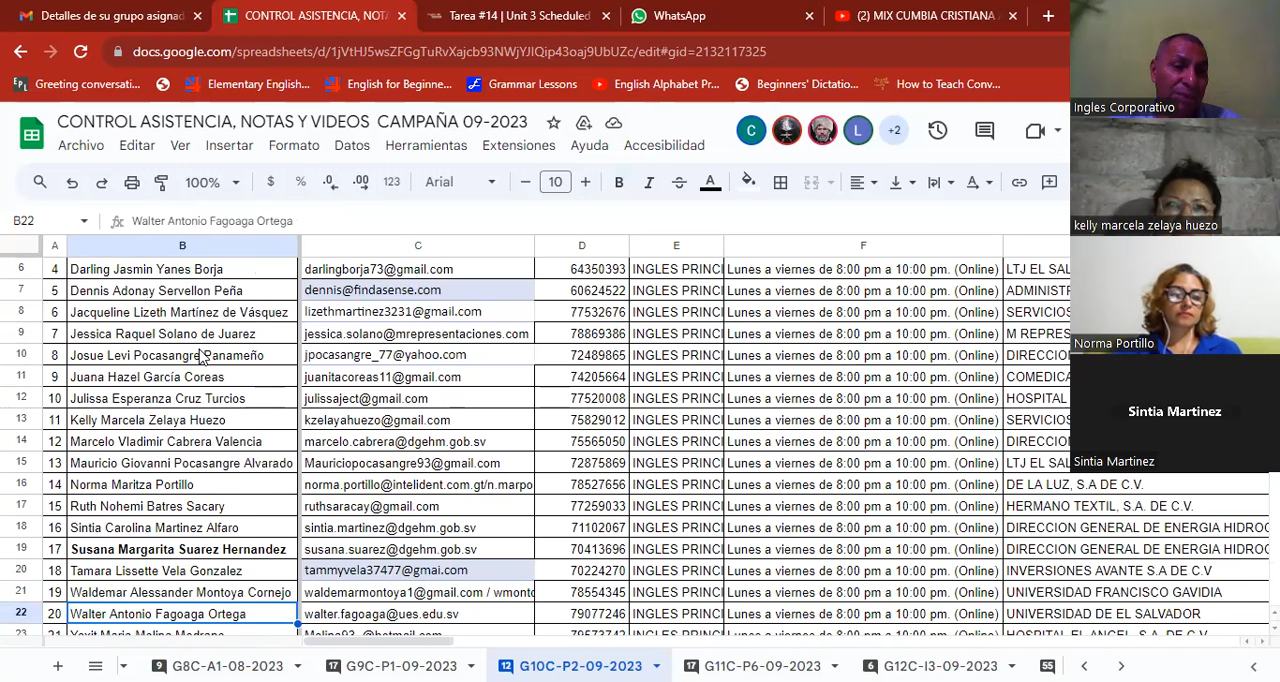 Detalles de su grupo asignad
CONTROL ASISTENCIA, NOTA
Tarea #14 | Unit 3 Scheduled
WhatsApp
(2) MIX CUMBIA CRISTIANA
docs.google.com/spreadsheets/d/1jVtHJ5wsZFGgTuRvXajcb93NWjYJIQip43oaj9UbUZc/edit#gid=2132117325
Greeting conversati...
Elementary English...
English for Beginne...
Grammar Lessons
English Alphabet Pr...
Beginners' Dictatio...
How to Teach Conv...
CONTROL ASISTENCIA, NOTAS Y VIDEOS CAMPAÑA 09-2023
C
L
+2
Archivo Editar Ver Insertar Formato Datos Herramientas Extensiones Ayuda Accesibilidad
100% $ % .0 .00 123 Arial 10 B I A
B22 fx Walter Antonio Fagoaga Ortega
A B C D E F
6 4 Darling Jasmin Yanes Borja darlingborja73@gmail.com 64350393 INGLES PRINCI Lunes a viernes de 8:00 pm a 10:00 pm. (Online) LTJ EL SAL
7 5 Dennis Adonay Servellon Peña dennis@findasense.com 60624522 INGLES PRINCI Lunes a viernes de 8:00 pm a 10:00 pm. (Online) ADMINIST
8 6 Jacqueline Lizeth Martínez de Vásquez lizethmartinez3231@gmail.com 77532676 INGLES PRINCI Lunes a viernes de 8:00 pm a 10:00 pm. (Online) SERVICIOS
9 7 Jessica Raquel Solano de Juarez jessica.solano@mrepresentaciones.com 78869386 INGLES PRINCI Lunes a viernes de 8:00 pm a 10:00 pm. (Online) M REPRES
10 8 Josue Levi Pocasangre Panameño jpocasangre_77@yahoo.com 72489865 INGLES PRINCI Lunes a viernes de 8:00 pm a 10:00 pm. (Online) DIRECCION
11 9 Juana Hazel García Coreas juanitacoreas11@gmail.com 74205664 INGLES PRINCI Lunes a viernes de 8:00 pm a 10:00 pm. (Online) COMEDICA
12 10 Julissa Esperanza Cruz Turcios julissaject@gmail.com 77520008 INGLES PRINCI Lunes a viernes de 8:00 pm a 10:00 pm. (Online) HOSPITAL
13 11 Kelly Marcela Zelaya Huezo kzelayahuezo@gmail.com 75829012 INGLES PRINCI Lunes a viernes de 8:00 pm a 10:00 pm. (Online) SERVICIOS
14 12 Marcelo Vladimir Cabrera Valencia marcelo.cabrera@dgehm.gob.sv 75565050 INGLES PRINCI Lunes a viernes de 8:00 pm a 10:00 pm. (Online) DIRECCION
15 13 Mauricio Giovanni Pocasangre Alvarado Mauriciopocasangre93@gmail.com 72875869 INGLES PRINCI Lunes a viernes de 8:00 pm a 10:00 pm. (Online) LTJ EL SAL
16 14 Norma Maritza Portillo norma.portillo@intelident.com.gt/n.marpo 78527656 INGLES PRINCI Lunes a viernes de 8:00 pm a 10:00 pm. (Online) DE LA LUZ, S.A DE C.V.
17 15 Ruth Nohemi Batres Sacary ruthsaracay@gmail.com 77259033 INGLES PRINCI Lunes a viernes de 8:00 pm a 10:00 pm. (Online) HERMANO TEXTIL, S.A. DE C.V.
18 16 Sintia Carolina Martinez Alfaro sintia.martinez@dgehm.gob.sv 71102067 INGLES PRINCI Lunes a viernes de 8:00 pm a 10:00 pm. (Online) DIRECCION GENERAL DE ENERGIA HIDROC
19 17 Susana Margarita Suarez Hernandez susana.suarez@dgehm.gob.sv 70413696 INGLES PRINCI Lunes a viernes de 8:00 pm a 10:00 pm. (Online) DIRECCION GENERAL DE ENERGIA HIDROC
20 18 Tamara Lissette Vela Gonzalez tammyvela37477@gmai.com 70224270 INGLES PRINCI Lunes a viernes de 8:00 pm a 10:00 pm. (Online) INVERSIONES AVANTE S.A DE C.V
21 19 Waldemar Alessander Montoya Cornejo waldemarmontoya1@gmail.com / wmonto 78554345 INGLES PRINCI Lunes a viernes de 8:00 pm a 10:00 pm. (Online) UNIVERSIDAD FRANCISCO GAVIDIA
22 20 Walter Antonio Fagoaga Ortega walter.fagoaga@ues.edu.sv 79077246 INGLES PRINCI Lunes a viernes de 8:00 pm a 10:00 pm. (Online) UNIVERSIDAD DE EL SALVADOR
9 G8C-A1-08-2023
17 G9C-P1-09-2023
12 G10C-P2-09-2023
17 G11C-P6-09-2023
6 G12C-I3-09-2023
55
Ingles Corporativo
kelly marcela zelaya huezo
Norma Portillo
Sintia Martinez
Sintia Martinez